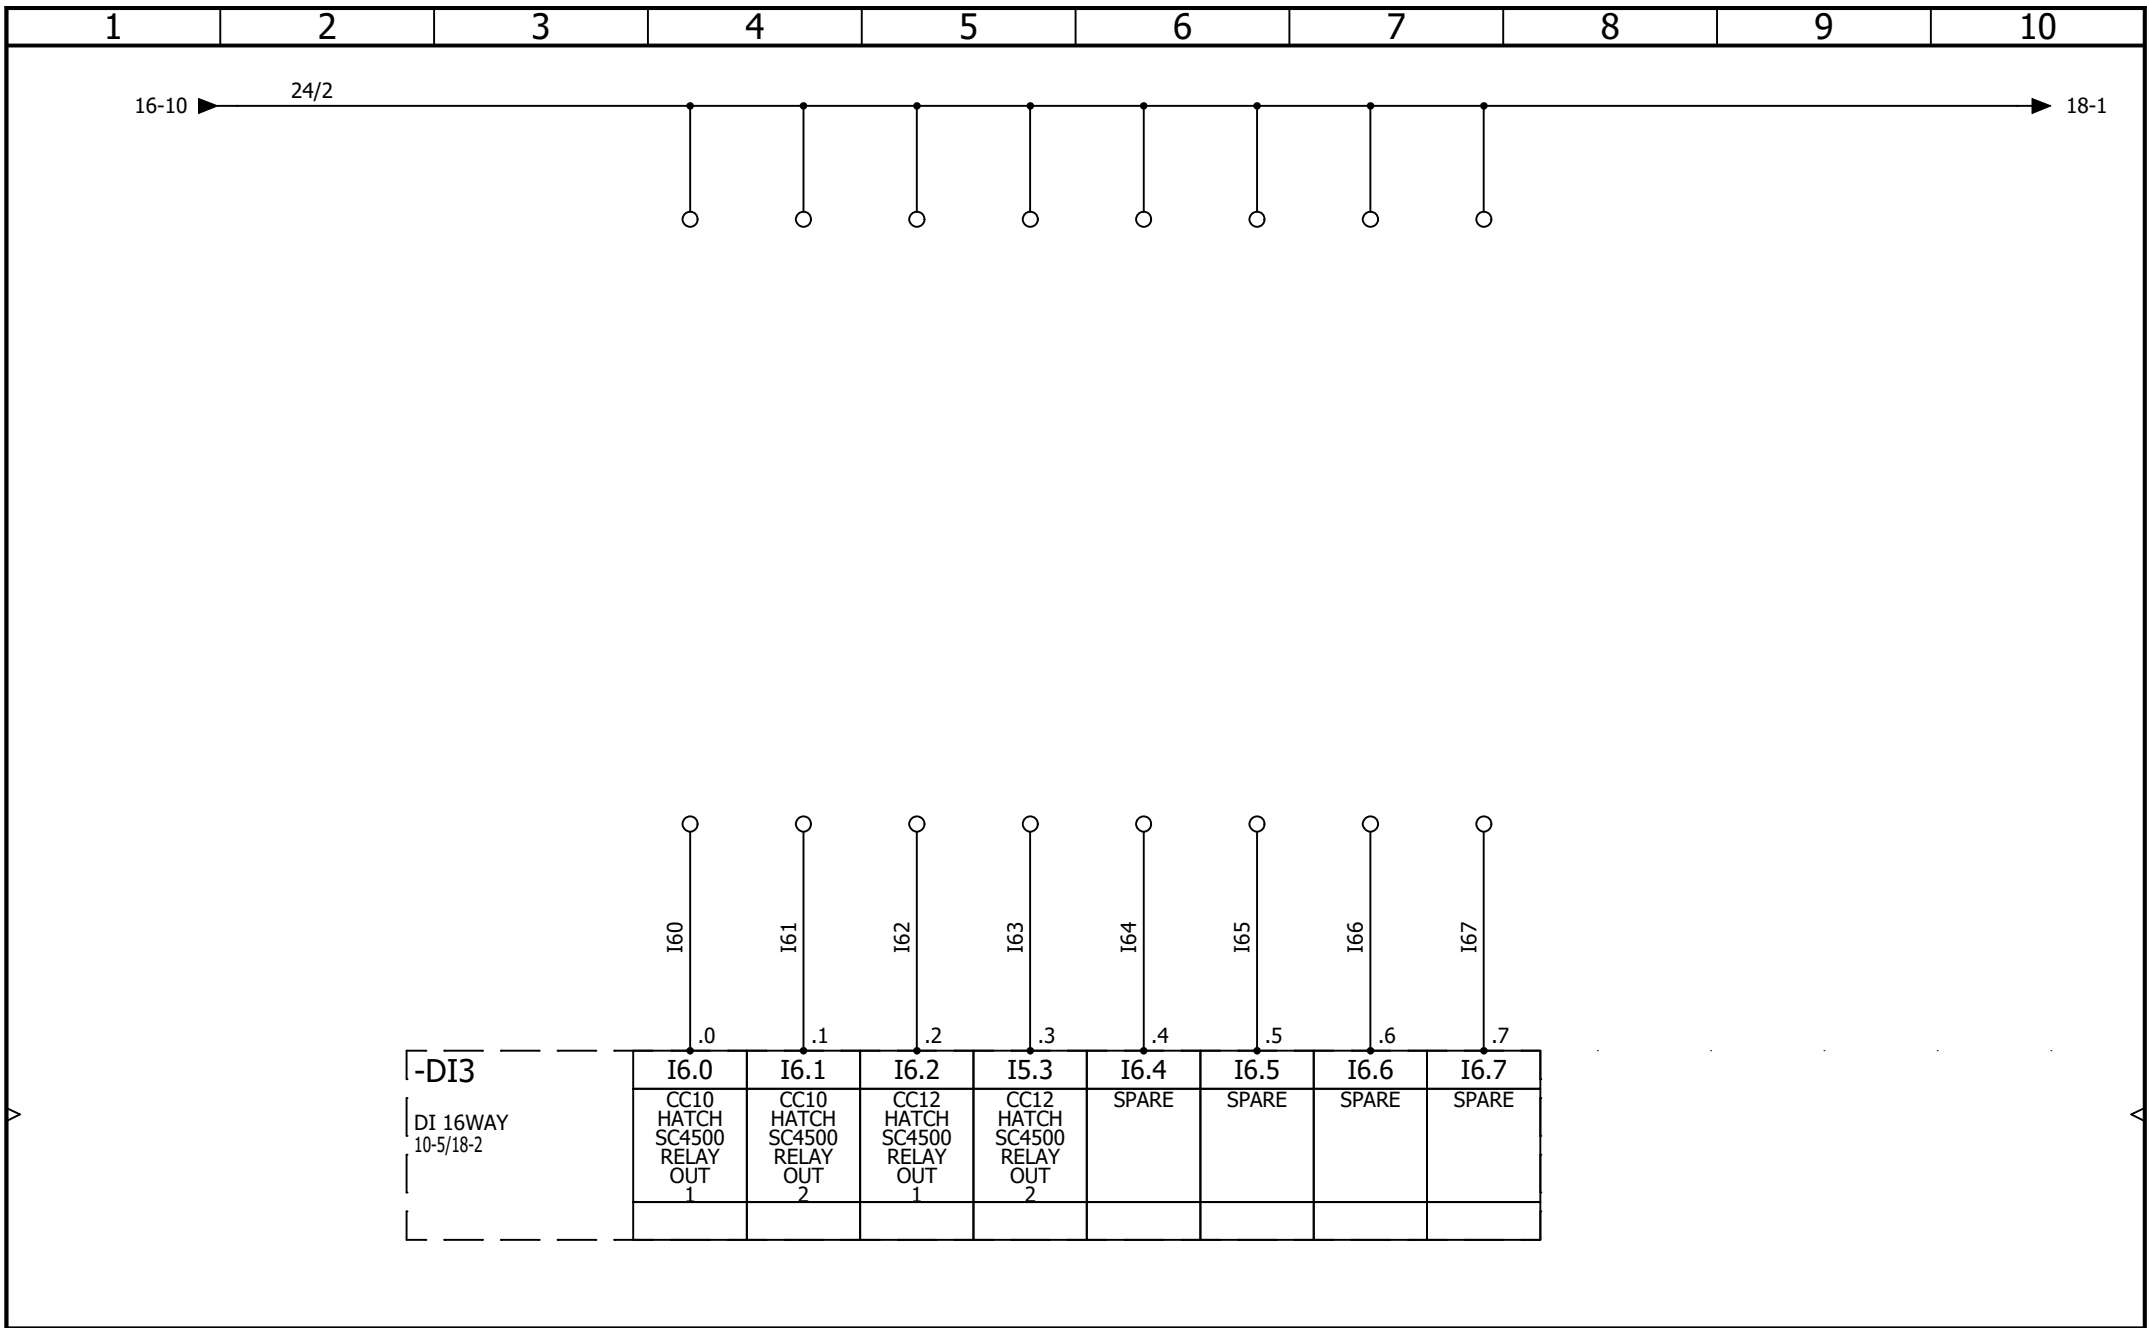 1 2 3 4 5 6 7 8 9 10
24/2
16-10 18-1
I60 I61 I62 I63 I64 I65 I66 I67
.0 .1 .2 .3 .4 .5 .6 .7
-DI3 I6.0 I6.1 I6.2 I5.3 I6.4 I6.5 I6.6 I6.7
DI 16WAY
10-5/18-2
CC10
HATCH
SC4500
RELAY
OUT
1
CC10
HATCH
SC4500
RELAY
OUT
2
CC12
HATCH
SC4500
RELAY
OUT
1
CC12
HATCH
SC4500
RELAY
OUT
2
SPARE
SPARE
SPARE
SPARE